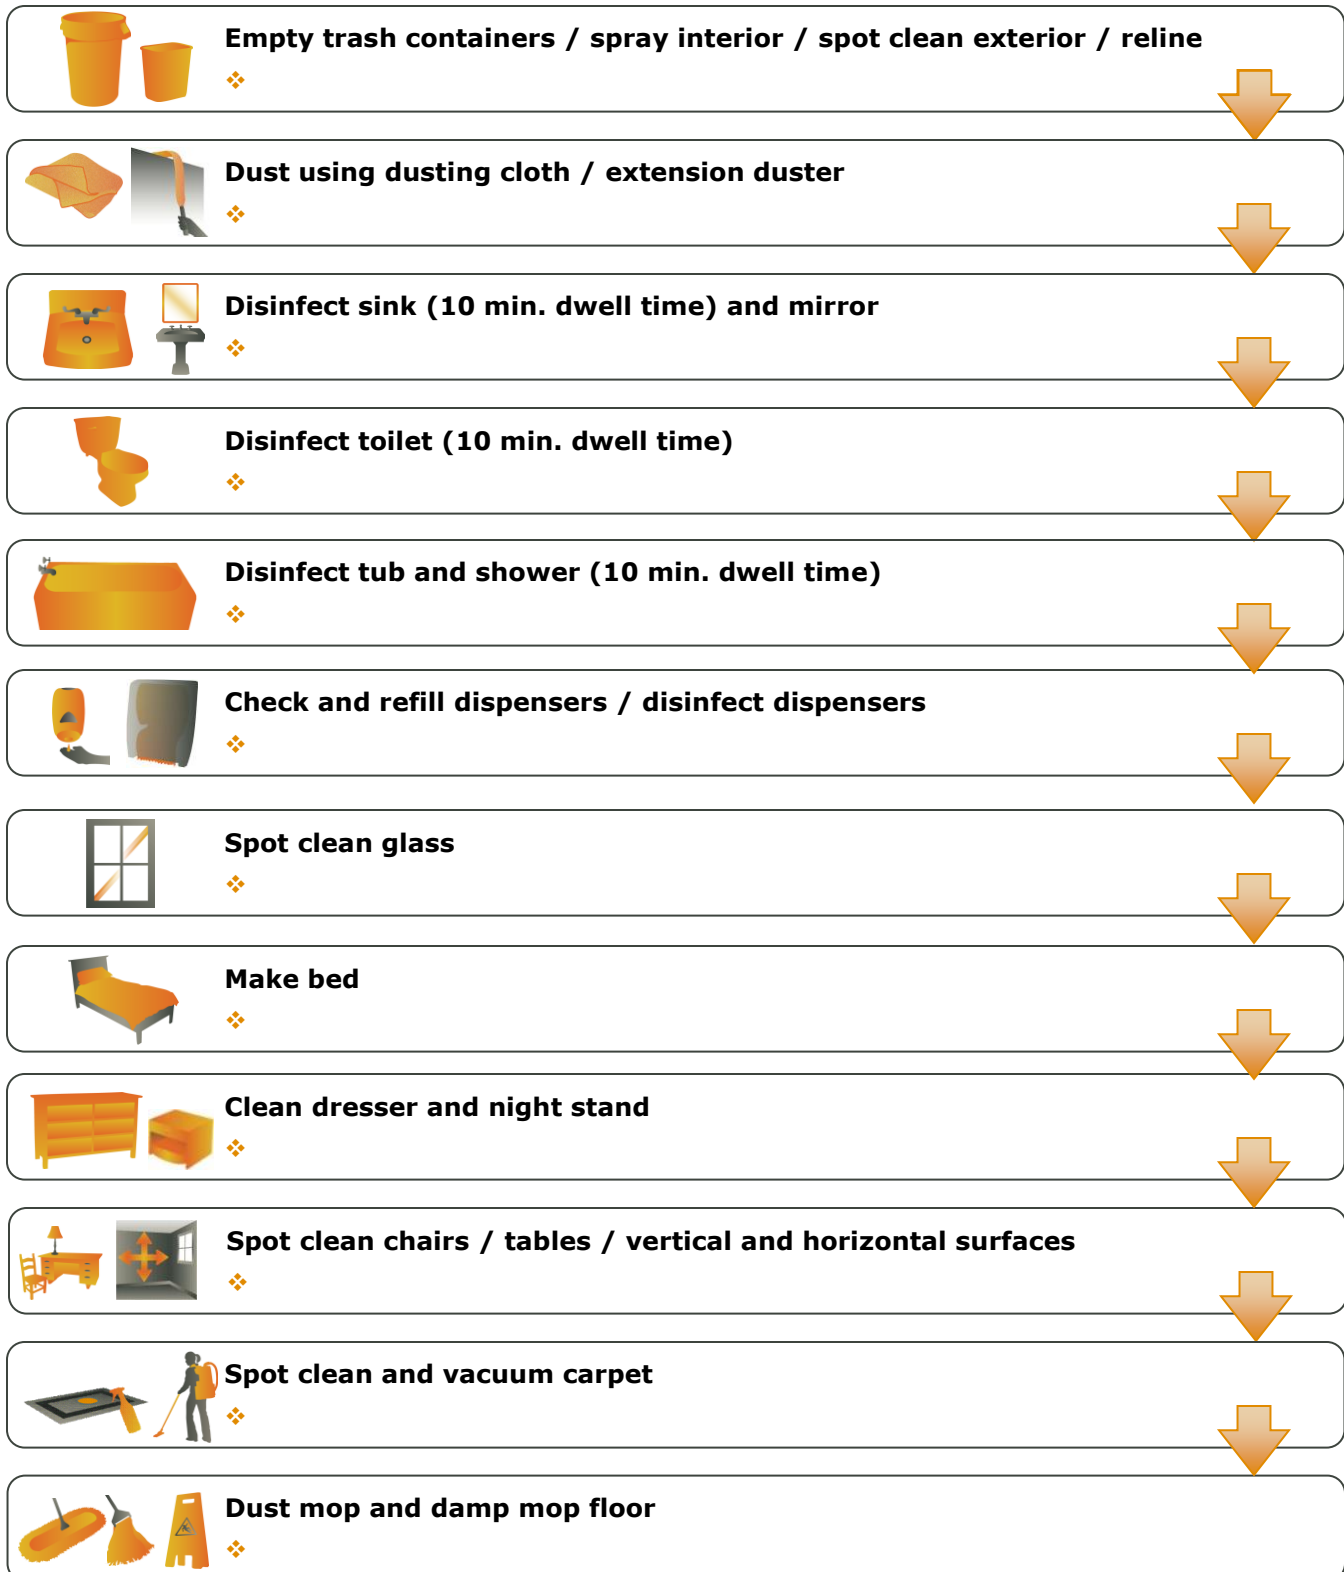 Empty trash containers / spray interior / spot clean exterior / reline
Dust using dusting cloth / extension duster
Disinfect sink (10 min. dwell time) and mirror
Disinfect toilet (10 min. dwell time)
Disinfect tub and shower (10 min. dwell time)
Check and refill dispensers / disinfect dispensers
Spot clean glass
Make bed
Clean dresser and night stand
Spot clean chairs / tables / vertical and horizontal surfaces
Spot clean and vacuum carpet
Dust mop and damp mop floor